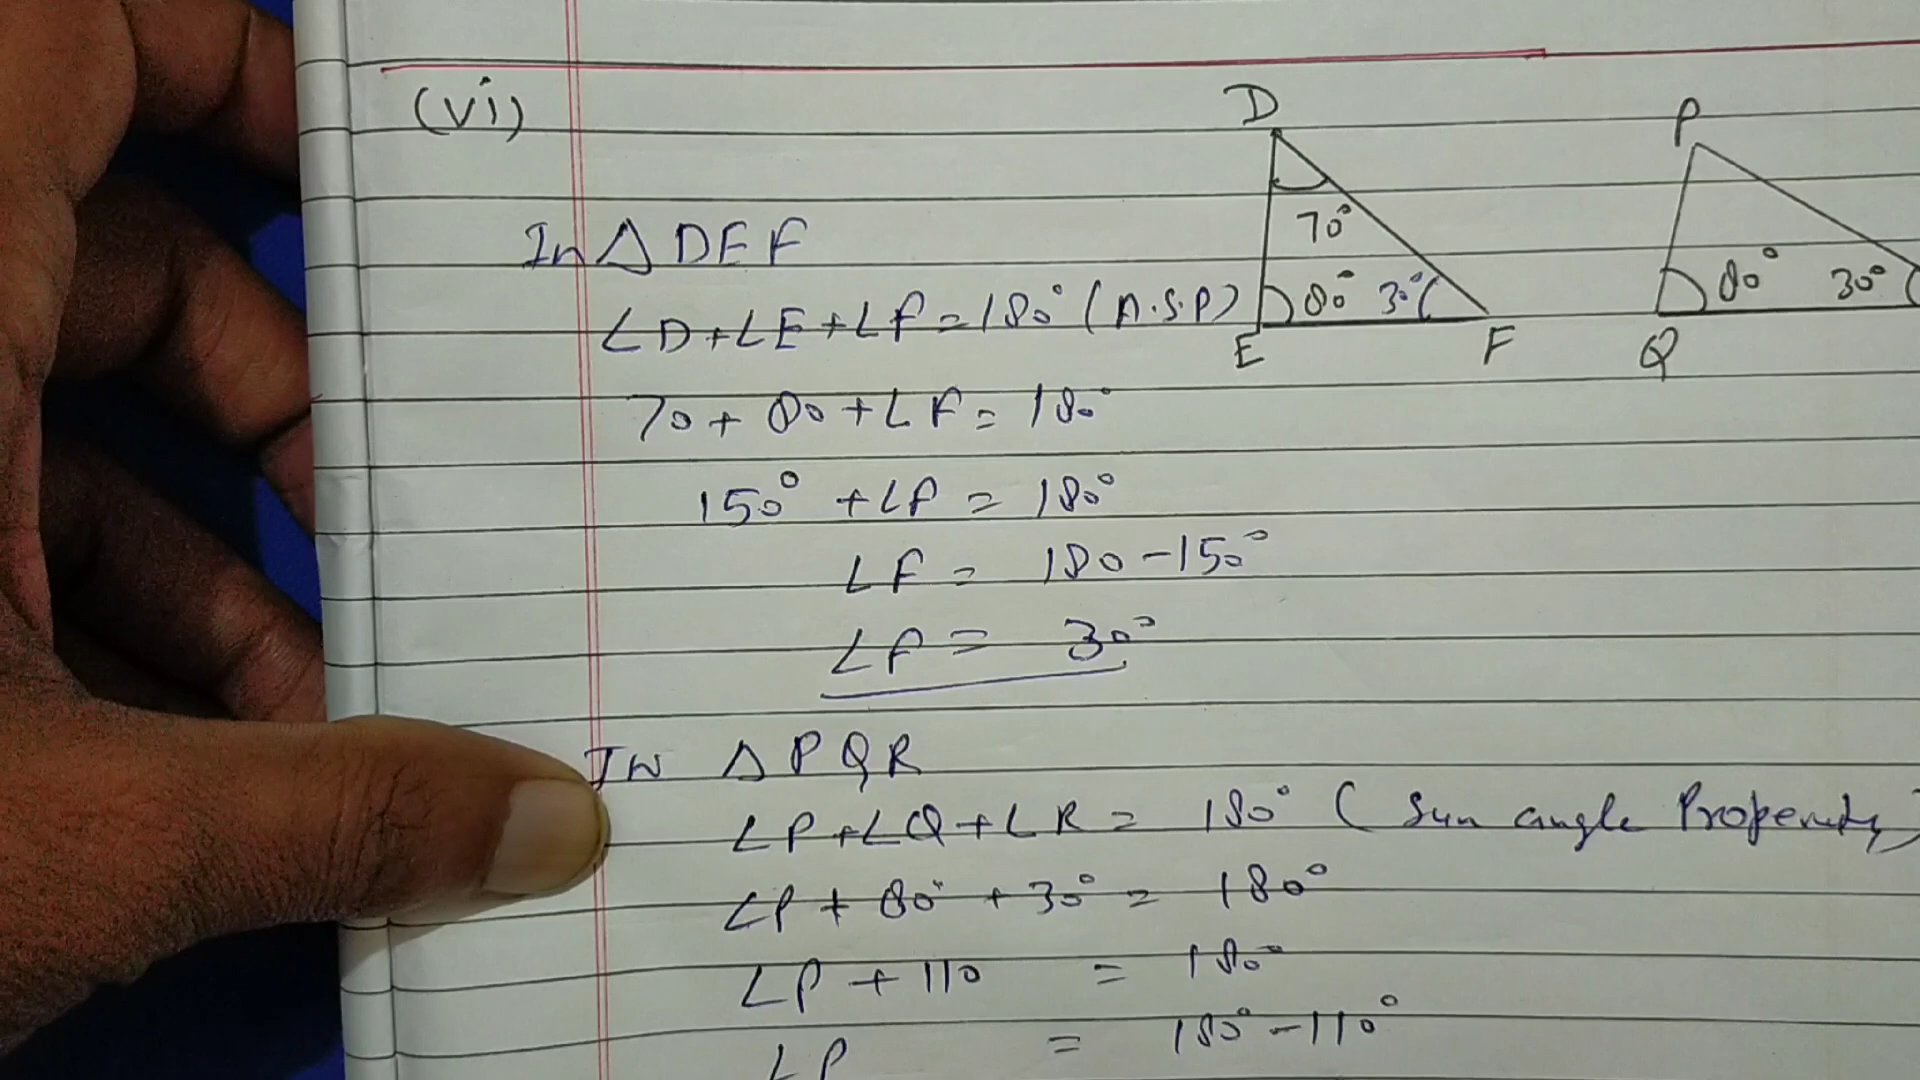 (vi)
D
P
In △ DEF
70°
∠D+∠E+∠F=180° (A.S.P)
80° 30°
80° 30°
E F Q
70+80+∠F=180°
150°+∠F=180°
∠F=180-150°
∠F=30°
IN △PQR
∠P+∠Q+∠R=180° (Sum angle Property)
∠P+80°+30°=180°
∠P+110=180°
∠P=180°-110°